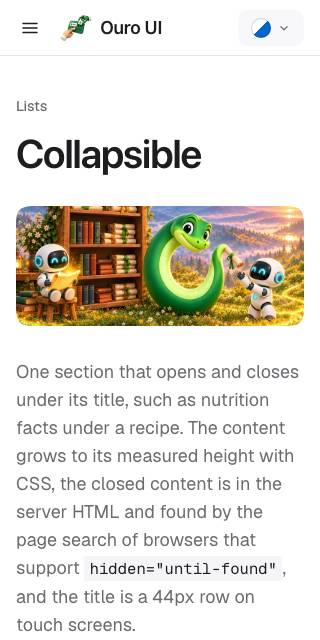 Ouro UI
Lists
Collapsible
One section that opens and closes
under its title, such as nutrition
facts under a recipe. The content
grows to its measured height with
CSS, the closed content is in the
server HTML and found by the
page search of browsers that
support hidden="until-found",
and the title is a 44px row on
touch screens.